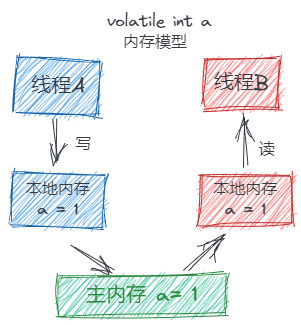 volatile int a
内存模型
线程A
线程B
写
读
本地内存
a = 1
本地内存
a = 1
主内存 a= 1